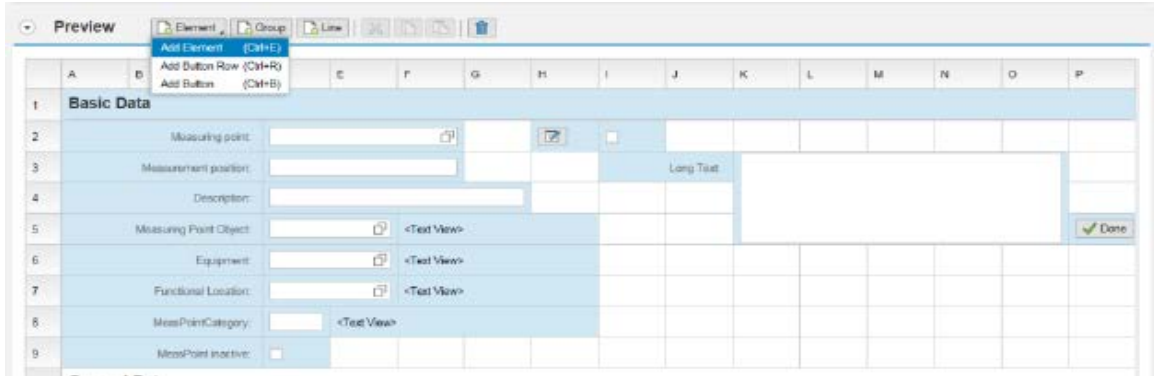 Preview Element Group Line
Add Element (Ctrl+E)
Add Button Row (Ctrl+R)
Add Button (Ctrl+B)
A B E F G H I J K L M N O P
1 Basic Data
2 Measuring point:
3 Measurement position: Long Text
4 Description:
5 Measuring Point Object: <Text View> Done
6 Equipment: <Text View>
7 Functional Location: <Text View>
8 MeasPointCategory: <Text View>
9 MeasPoint inactive: